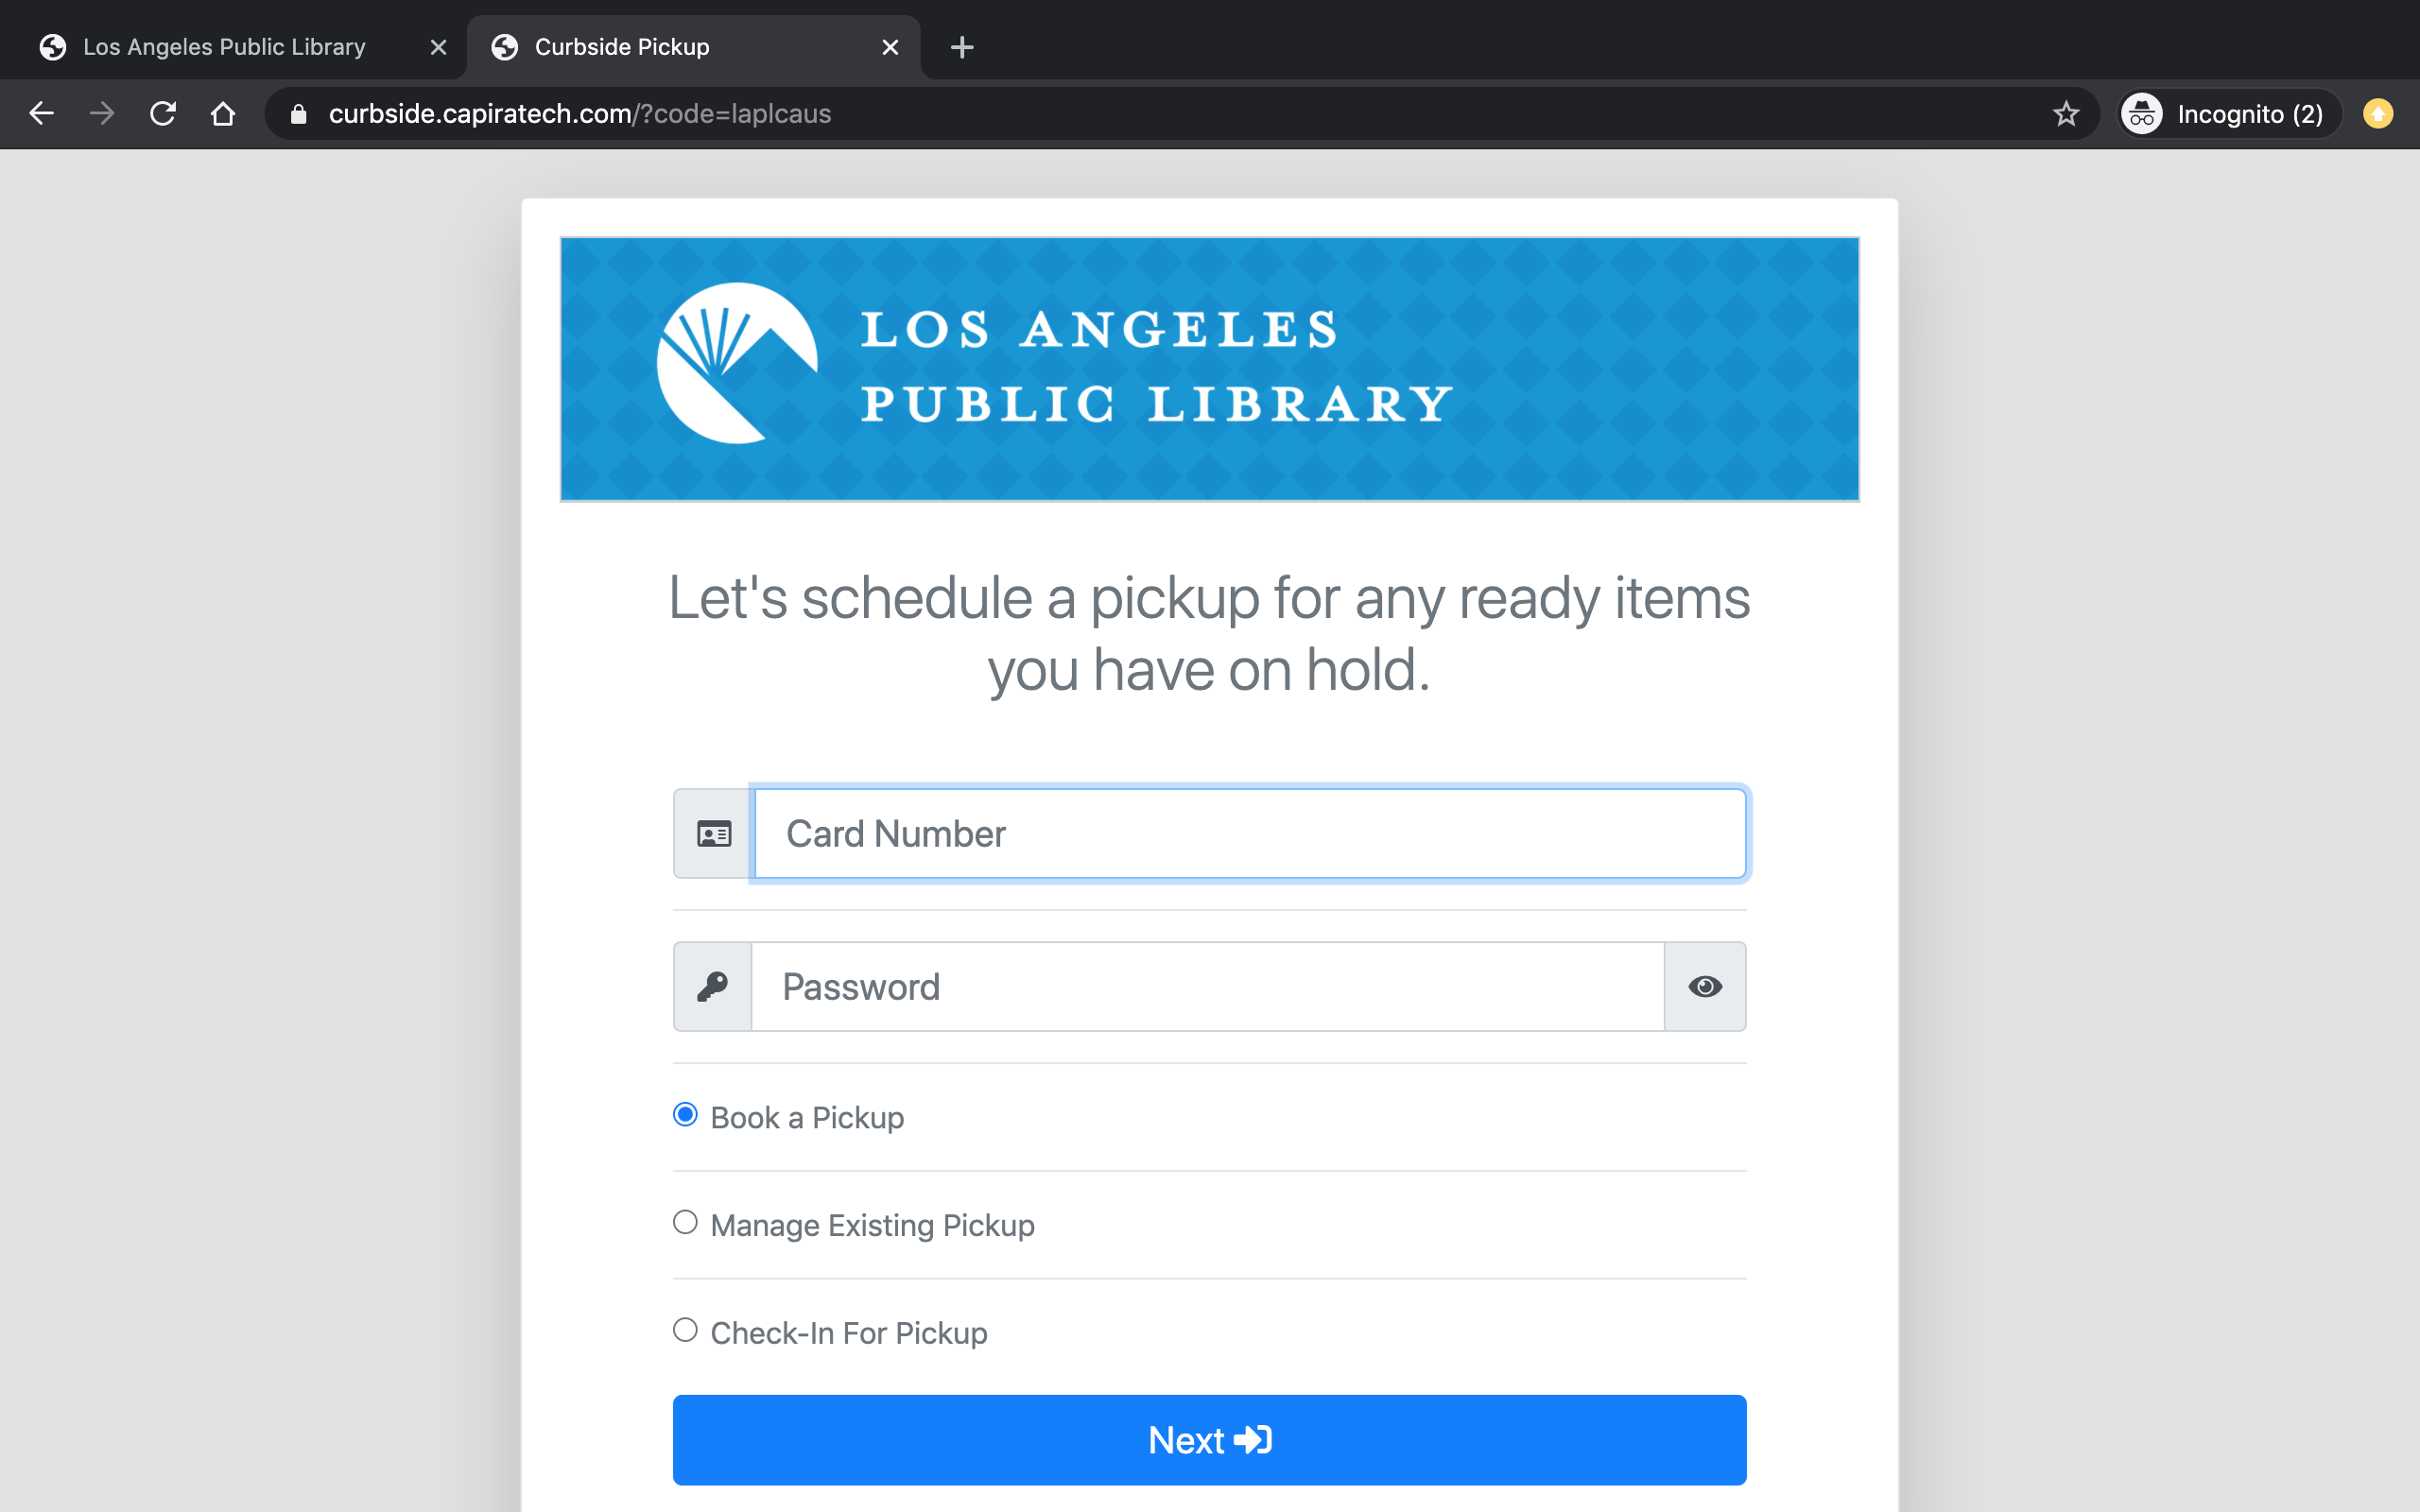 Los Angeles Public Library
Curbside Pickup
curbside.capiratech.com/?code=laplcaus
Incognito (2)
LOS ANGELES
PUBLIC LIBRARY
Let's schedule a pickup for any ready items
you have on hold.
Card Number
Password
Book a Pickup
Manage Existing Pickup
Check-In For Pickup
Next